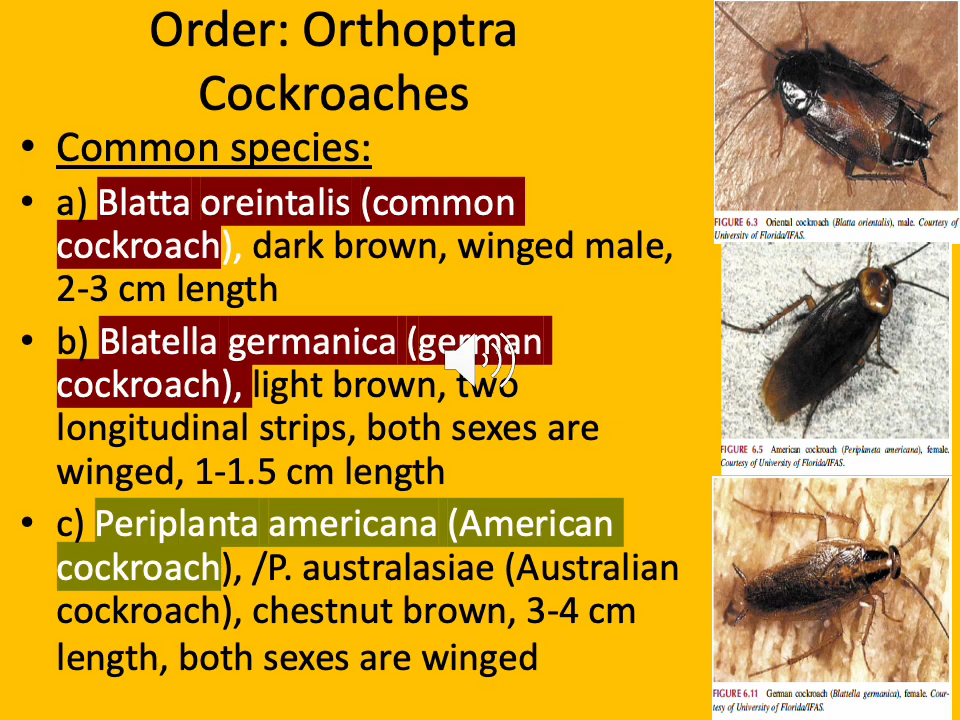 Order: Orthoptra
Cockroaches
• Common species:
• a) Blatta oreintalis (common
cockroach), dark brown, winged male,
2-3 cm length
• b) Blatella germanica (german
cockroach), light brown, two
longitudinal strips, both sexes are
winged, 1-1.5 cm length
• c) Periplanta americana (American
cockroach), /P. australasiae (Australian
cockroach), chestnut brown, 3-4 cm
length, both sexes are winged
FIGURE 6.3 Oriental cockroach (Blatta orientalis), male. Courtesy of
University of Florida/IFAS.
FIGURE 6.5 American cockroach (Periplaneta americana), female.
Courtesy of University of Florida/IFAS.
FIGURE 6.11 German cockroach (Blattella germanica), female. Cour-
tesy of University of Florida/IFAS.